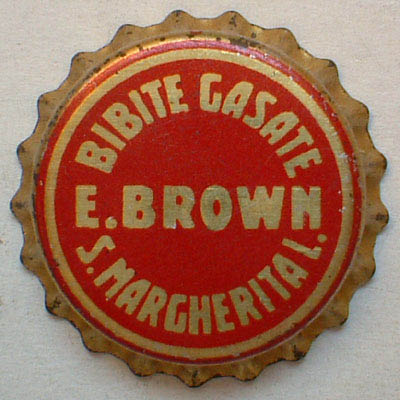 BIBITE GASATE
E. BROWN
S. MARGHERITA L.